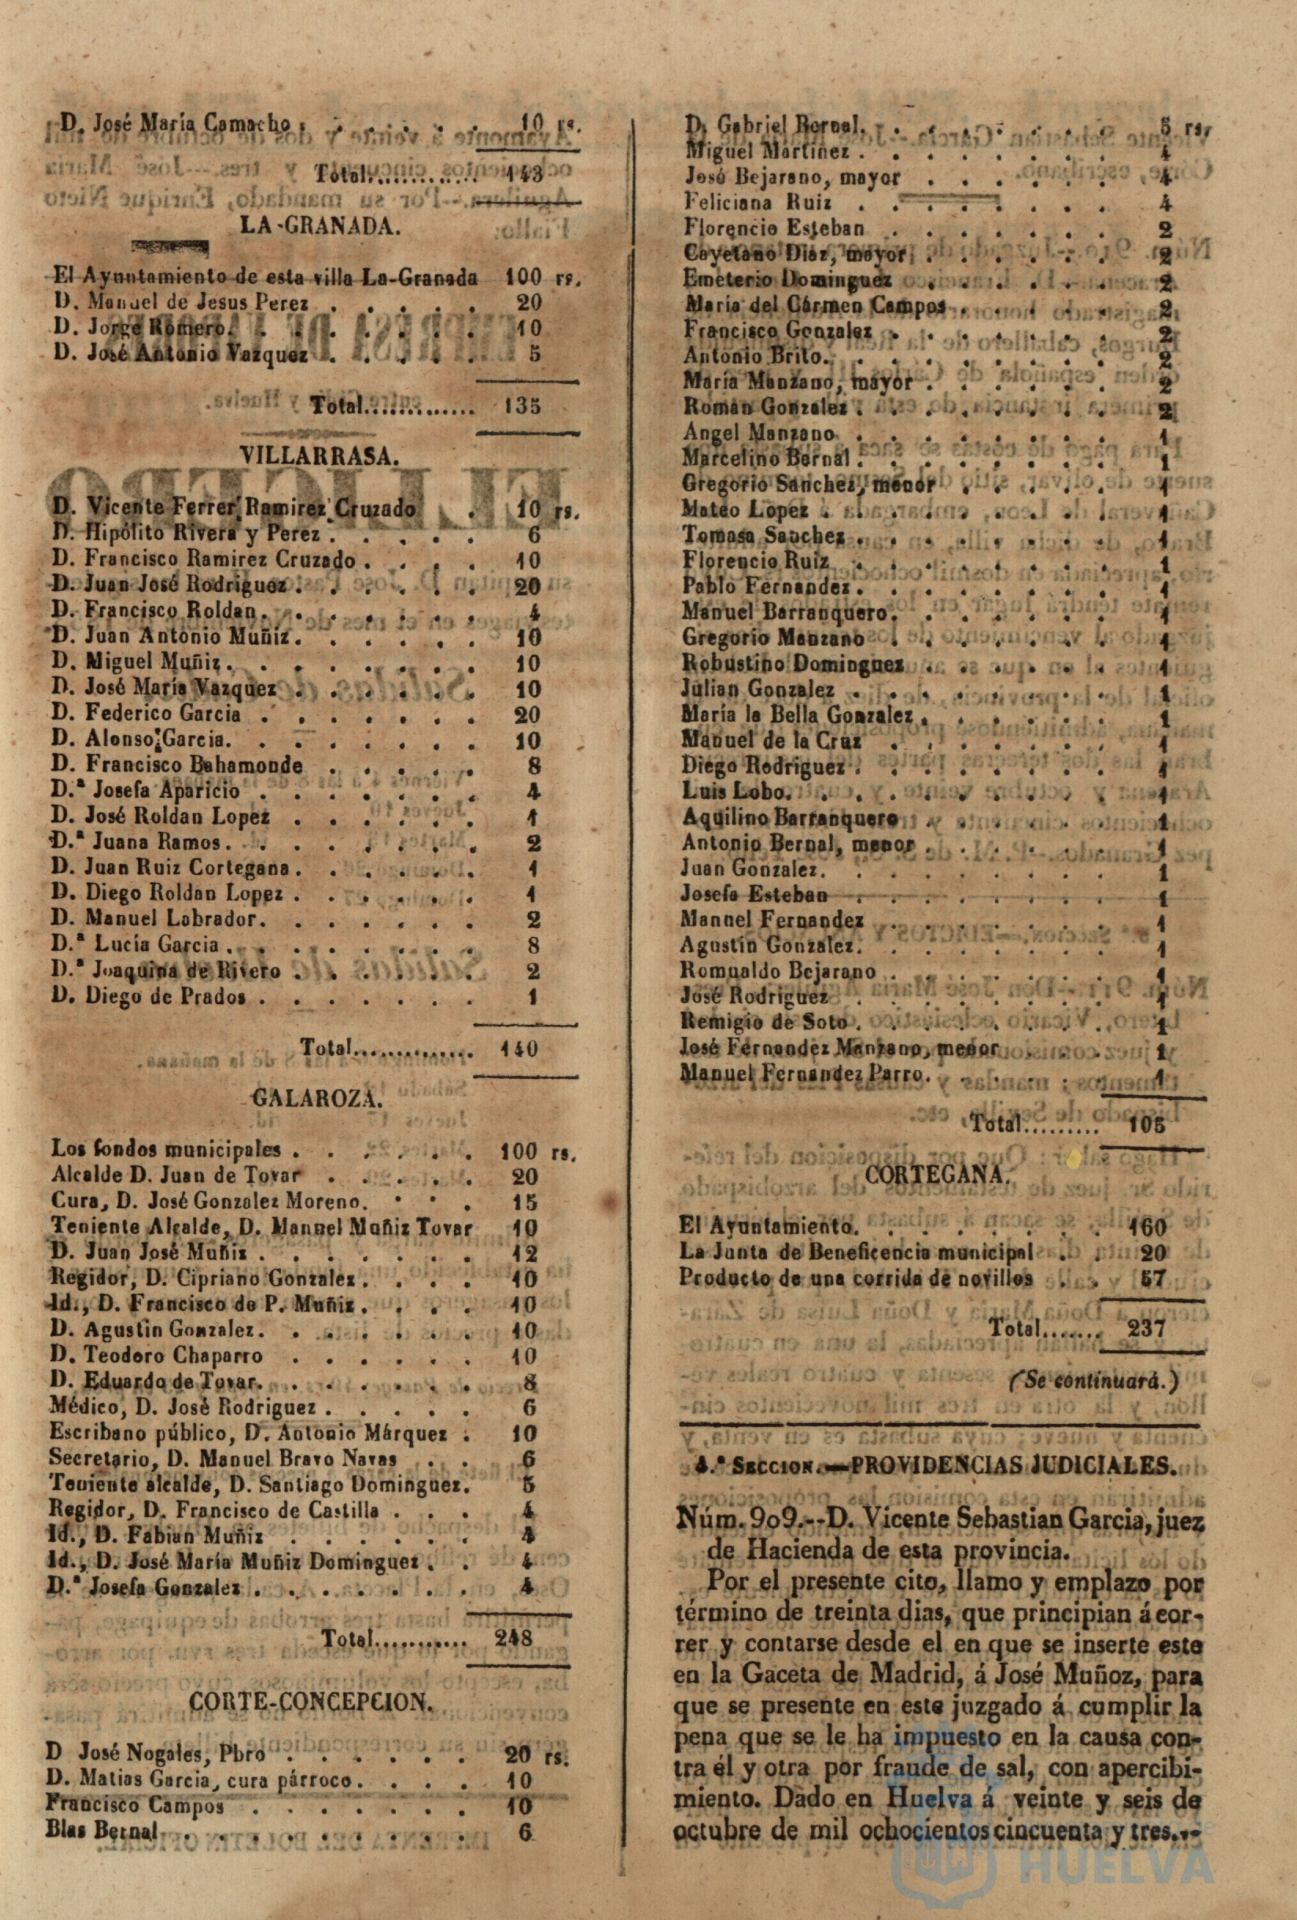 D. José María Camacho . . . . . . 10 rs.
Total............. 143
LA-GRANADA.
El Ayuntamiento de esta villa La-Granada 100 rs.
D. Manuel de Jesus Perez . . . . . 20
D. Jorge Romero. . . . . . . . 10
D. José Antonio Vazquez . . . . . 5
Total............. 135
VILLARRASA.
D. Vicente Ferrer Ramirez Cruzado . 10 rs.
D. Hipólito Rivera y Perez . . . . . 6
D. Francisco Ramirez Cruzado . . . . 10
D. Juan José Rodriguez . . . . . . 20
D. Francisco Roldan. . . . . . . 4
D. Juan Antonio Muñiz. . . . . . 10
D. Miguel Muñiz. . . . . . . . 10
D. José María Vazquez . . . . . . 10
D. Federico Garcia . . . . . . . 20
D. Alonso Garcia. . . . . . . . 10
D. Francisco Bahamonde . . . . . 8
D.ª Josefa Aparicio . . . . . . . 4
D. José Roldan Lopez . . . . . . 1
D.ª Juana Ramos. . . . . . . . 2
D. Juan Ruiz Cortegana . . . . . . 1
D. Diego Roldan Lopez . . . . . . 1
D. Manuel Labrador. . . . . . . 2
D.ª Lucía Garcia . . . . . . . . 8
D.ª Joaquina de Rivero . . . . . . 2
D. Diego de Prados . . . . . . . 1
Total.............. 140
GALAROZA.
Los fondos municipales . . . . . . 100 rs.
Alcalde D. Juan de Tovar . . . . . 20
Cura, D. José Gonzalez Moreno. . . . 15
Teniente Alcalde, D. Manuel Muñiz Tovar 10
D. Juan José Muñiz . . . . . . . 12
Regidor, D. Cipriano Gonzalez . . . . 10
Id., D. Francisco de P. Muñiz . . . . 10
D. Agustin Gonzalez. . . . . . . 10
D. Teodoro Chaparro . . . . . . 10
D. Eduardo de Tovar. . . . . . . 8
Médico, D. José Rodriguez . . . . . 6
Escribano público, D. Antonio Márquez . 10
Secretario, D. Manuel Bravo Navas . . 6
Teniente alcalde, D. Santiago Dominguez. 5
Regidor, D. Francisco de Castilla . . . 4
Id., D. Fabian Muñiz . . . . . . 4
Id., D. José María Muñiz Dominguez . . 4
D.ª Josefa Gonzalez . . . . . . . 4
Total........... 248
CORTE-CONCEPCION.
D José Nogales, Pbro . . . . . . 20 rs.
D. Matias Garcia, cura párroco. . . . 10
Francisco Campos . . . . . . . 10
Blas Bernal . . . . . . . . . 6
D. Gabriel Bernal. . . . . . . . 5 rs,
Miguel Martinez . . . . . . . . 4
José Bejarano, mayor . . . . . . 4
Feliciana Ruiz . . . . . . . . 4
Florencio Esteban . . . . . . . 2
Cayetano Diaz, mayor . . . . . . 2
Emeterio Dominguez . . . . . . 2
María del Cármen Campos . . . . . 2
Francisco Gonzalez . . . . . . . 2
Antonio Brito. . . . . . . . . 2
María Manzano, mayor . . . . . . 2
Román Gonzalez . . . . . . . . 2
Angel Manzano . . . . . . . . 1
Marcelino Bernal . . . . . . . . 1
Gregorio Sanchez, menor . . . . . 1
Mateo Lopez . . . . . . . . . 1
Tomasa Sanchez . . . . . . . . 1
Florencio Ruiz . . . . . . . . 1
Pablo Fernandez . . . . . . . . 1
Manuel Barranquero. . . . . . . 1
Gregorio Manzano . . . . . . . 1
Robustino Dominguez . . . . . . 1
Julian Gonzalez . . . . . . . . 1
María la Bella Gonzalez . . . . . . 1
Manuel de la Cruz . . . . . . . 1
Diego Rodriguez . . . . . . . . 1
Luis Lobo. . . . . . . . . . 1
Aquilino Barranquero . . . . . . 1
Antonio Bernal, menor . . . . . . 1
Juan Gonzalez. . . . . . . . . 1
Josefa Esteban . . . . . . . . 1
Mannel Fernandez . . . . . . . 1
Agustin Gonzalez. . . . . . . . 1
Romualdo Bejarano . . . . . . . 1
José Rodriguez . . . . . . . . 1
Remigio de Soto . . . . . . . . 1
José Fernandez Manzano, menor . . . 1
Manuel Fernandez Parro. . . . . . 1
Total......... 105
CORTEGANA.
El Ayuntamiento. . . . . . . . 160
La Junta de Beneficencia municipal . . 20
Producto de una corrida de novillos . . 57
Total....... 237
(Se continuará.)
4.ª SECCION.—PROVIDENCIAS JUDICIALES.
Núm. 909.--D. Vicente Sebastian Garcia, juez
de Hacienda de esta provincia.
Por el presente cito, llamo y emplazo por
término de treinta dias, que principian á cor-
rer y contarse desde el en que se inserte este
en la Gaceta de Madrid, á José Muñoz, para
que se presente en este juzgado á cumplir la
pena que se le ha impuesto en la causa con-
tra él y otra por fraude de sal, con apercibi-
miento. Dado en Huelva á veinte y seis de
octubre de mil ochocientos cincuenta y tres.--
HUELVA